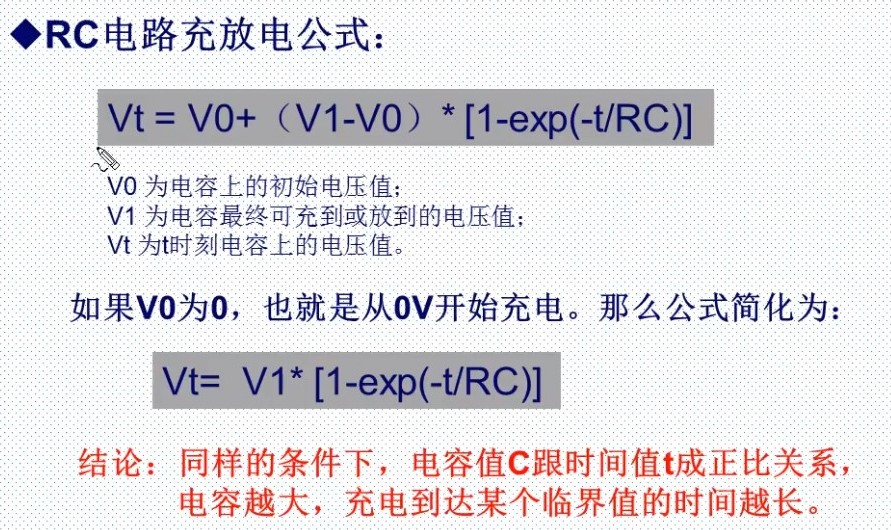 ◆RC电路充放电公式：
Vt = V0+（V1-V0）* [1-exp(-t/RC)]
V0 为电容上的初始电压值；
V1 为电容最终可充到或放到的电压值；
Vt 为t时刻电容上的电压值。
如果V0为0，也就是从0V开始充电。那么公式简化为：
Vt= V1* [1-exp(-t/RC)]
结论：同样的条件下，电容值C跟时间值t成正比关系，
电容越大，充电到达某个临界值的时间越长。